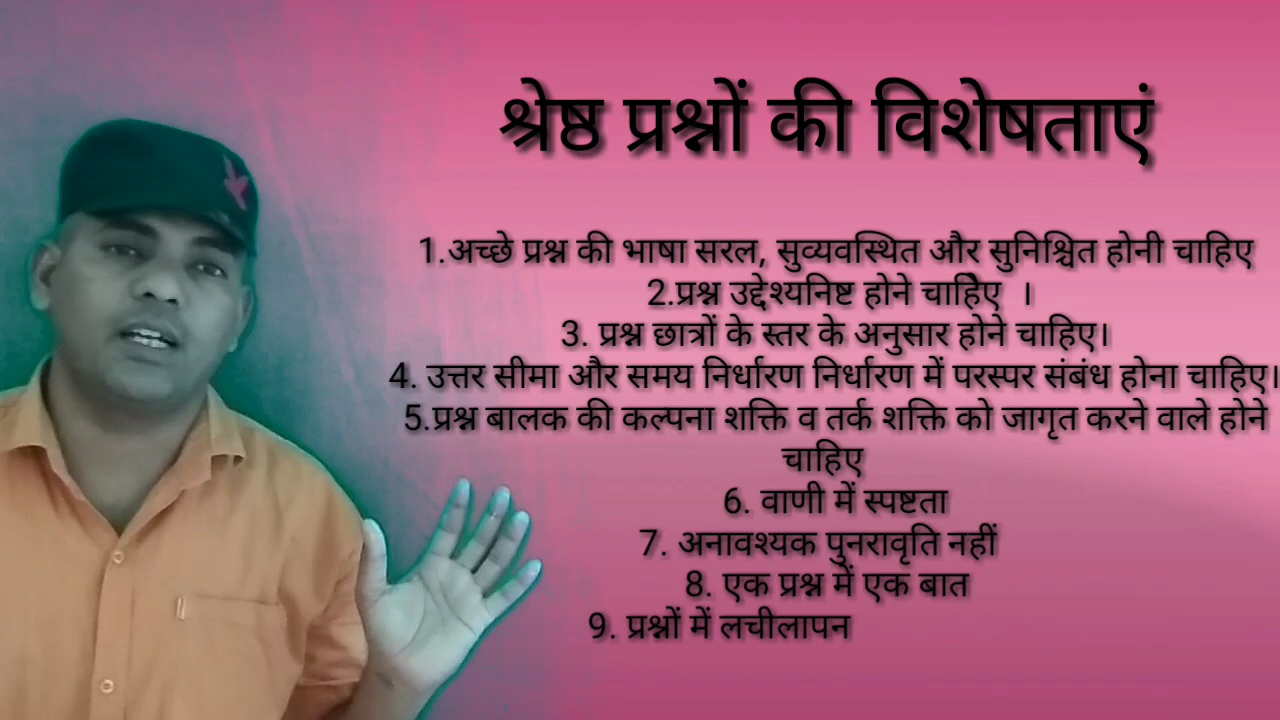 श्रेष्ठ प्रश्नों की विशेषताएं
1.अच्छे प्रश्न की भाषा सरल, सुव्यवस्थित और सुनिश्चित होनी चाहिए
2.प्रश्न उद्देश्यनिष्ट होने चाहिेए ।
3. प्रश्न छात्रों के स्तर के अनुसार होने चाहिए।
4. उत्तर सीमा और समय निर्धारण निर्धारण में परस्पर संबंध होना चाहिए।
5.प्रश्न बालक की कल्पना शक्ति व तर्क शक्ति को जागृत करने वाले होने
चाहिए
6. वाणी में स्पष्टता
7. अनावश्यक पुनरावृति नहीं
8. एक प्रश्न में एक बात
9. प्रश्नों में लचीलापन